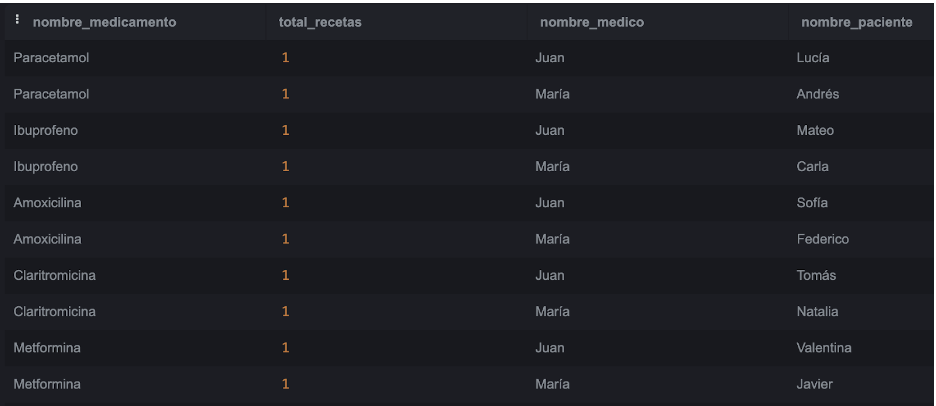 nombre_medicamento total_recetas nombre_medico nombre_paciente
Paracetamol 1 Juan Lucía
Paracetamol 1 María Andrés
Ibuprofeno 1 Juan Mateo
Ibuprofeno 1 María Carla
Amoxicilina 1 Juan Sofía
Amoxicilina 1 María Federico
Claritromicina 1 Juan Tomás
Claritromicina 1 María Natalia
Metformina 1 Juan Valentina
Metformina 1 María Javier